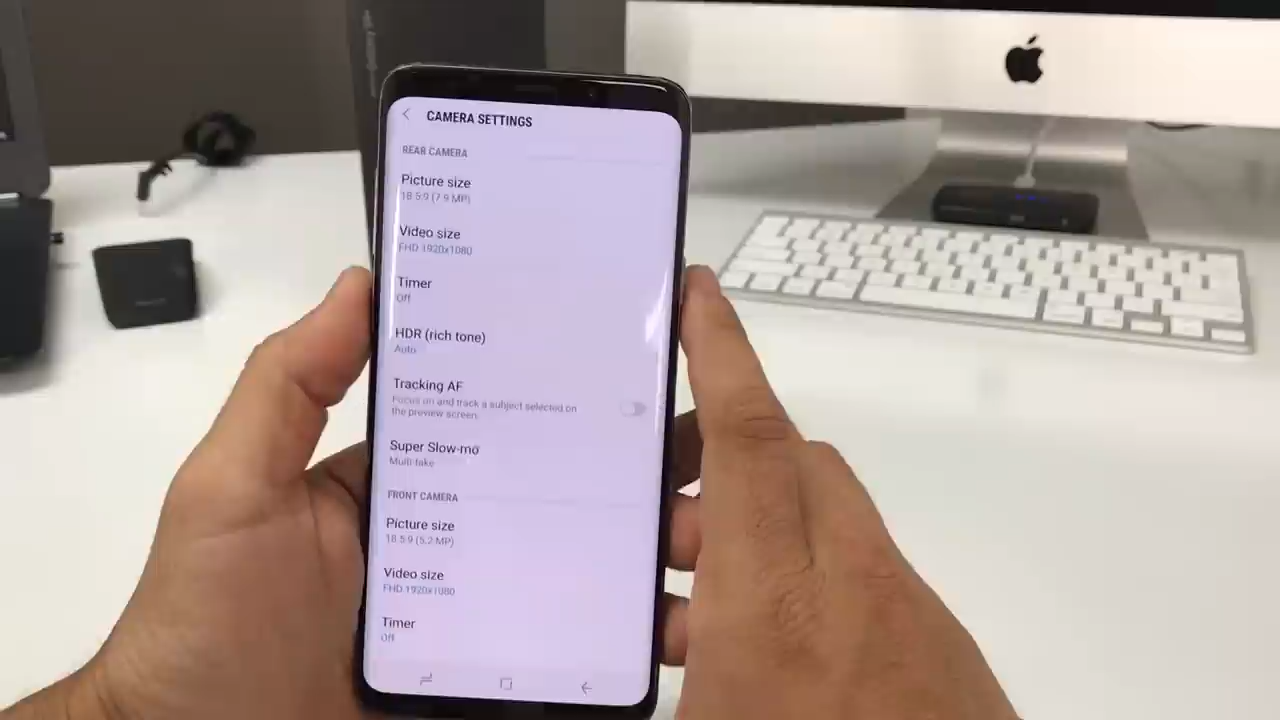 CAMERA SETTINGS
REAR CAMERA
Picture size
18.5:9 (7.9 MP)
Video size
FHD 1920x1080
Timer
Off
HDR (rich tone)
Auto
Tracking AF
Focus on and track a subject selected on
the preview screen.
Super Slow-mo
Multi-take
FRONT CAMERA
Picture size
18.5:9 (5.2 MP)
Video size
FHD 1920x1080
Timer
Off